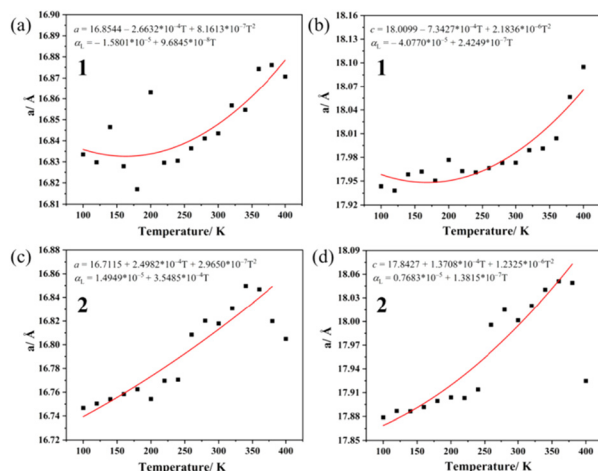 (a)
a = 16.8544 – 2.6632*10⁻⁴T + 8.1613*10⁻⁷T²
α_L = – 1.5801*10⁻⁵ + 9.6845*10⁻⁸T
1
16.90
16.89
16.88
16.87
16.86
16.85
16.84
16.83
16.82
16.81
a/ Å
100 150 200 250 300 350 400
Temperature/ K
(b)
c = 18.0099 – 7.3427*10⁻⁴T + 2.1836*10⁻⁶T²
α_L = – 4.0770*10⁻⁵ + 2.4249*10⁻⁷T
1
18.16
18.13
18.10
18.07
18.04
18.01
17.98
17.95
17.92
a/ Å
100 150 200 250 300 350 400
Temperature/ K
(c)
a = 16.7115 + 2.4982*10⁻⁴T + 2.9650*10⁻⁷T²
α_L = 1.4949*10⁻⁵ + 3.5485*10⁻⁴T
2
16.88
16.86
16.84
16.82
16.80
16.78
16.76
16.74
16.72
a/ Å
100 150 200 250 300 350 400
Temperature/ K
(d)
c = 17.8427 + 1.3708*10⁻⁴T + 1.2325*10⁻⁶T²
α_L = 0.7683*10⁻⁵ + 1.3815*10⁻⁷T
2
18.09
18.06
18.03
18.00
17.97
17.94
17.91
17.88
17.85
a/ Å
100 150 200 250 300 350 400
Temperature/ K